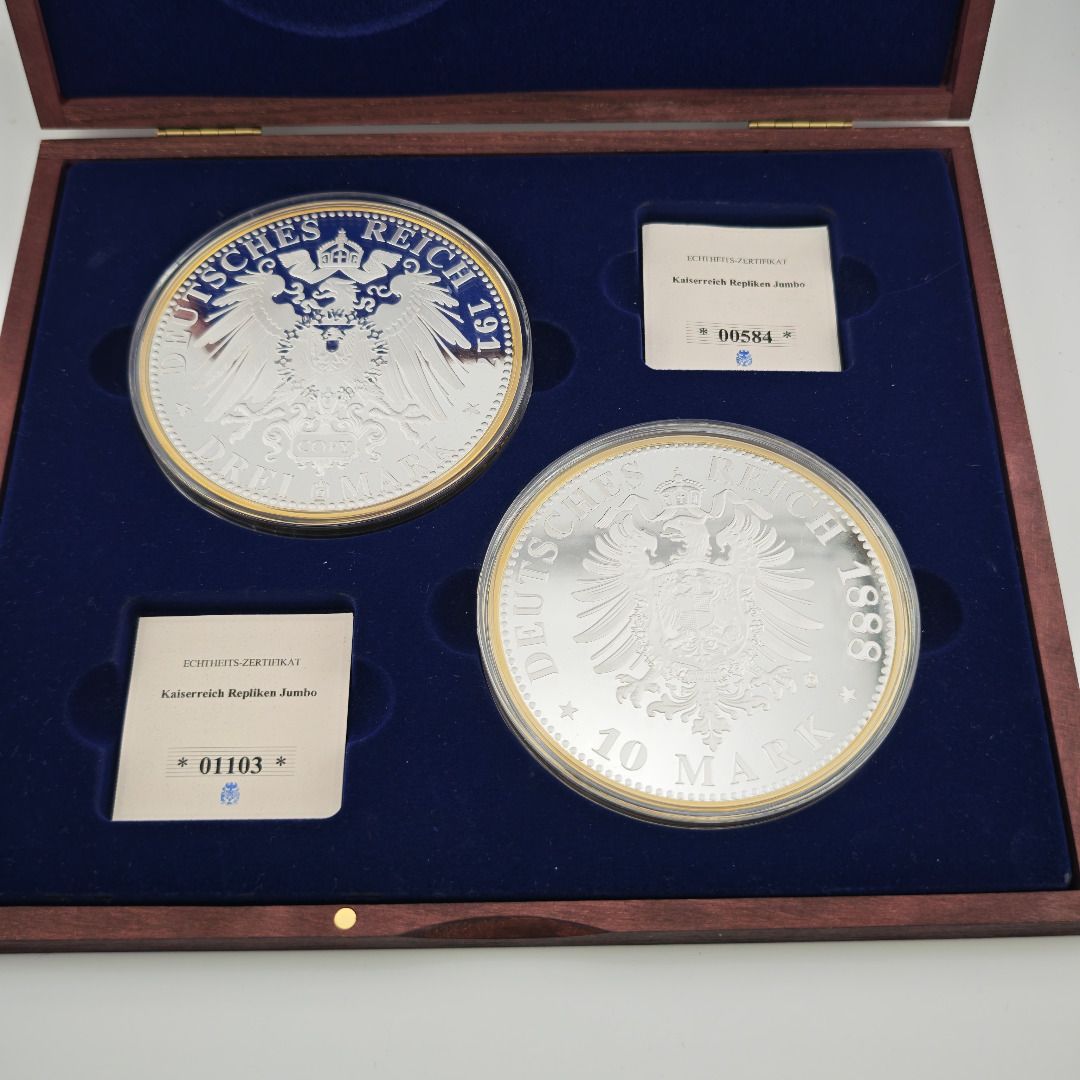 DEUTSCHES REICH 191
DREI MARK
COPY
ECHTHEITS-ZERTIFIKAT
Kaiserreich Repliken Jumbo
* 00584 *
DEUTSCHES REICH 1888
10 MARK
ECHTHEITS-ZERTIFIKAT
Kaiserreich Repliken Jumbo
* 01103 *